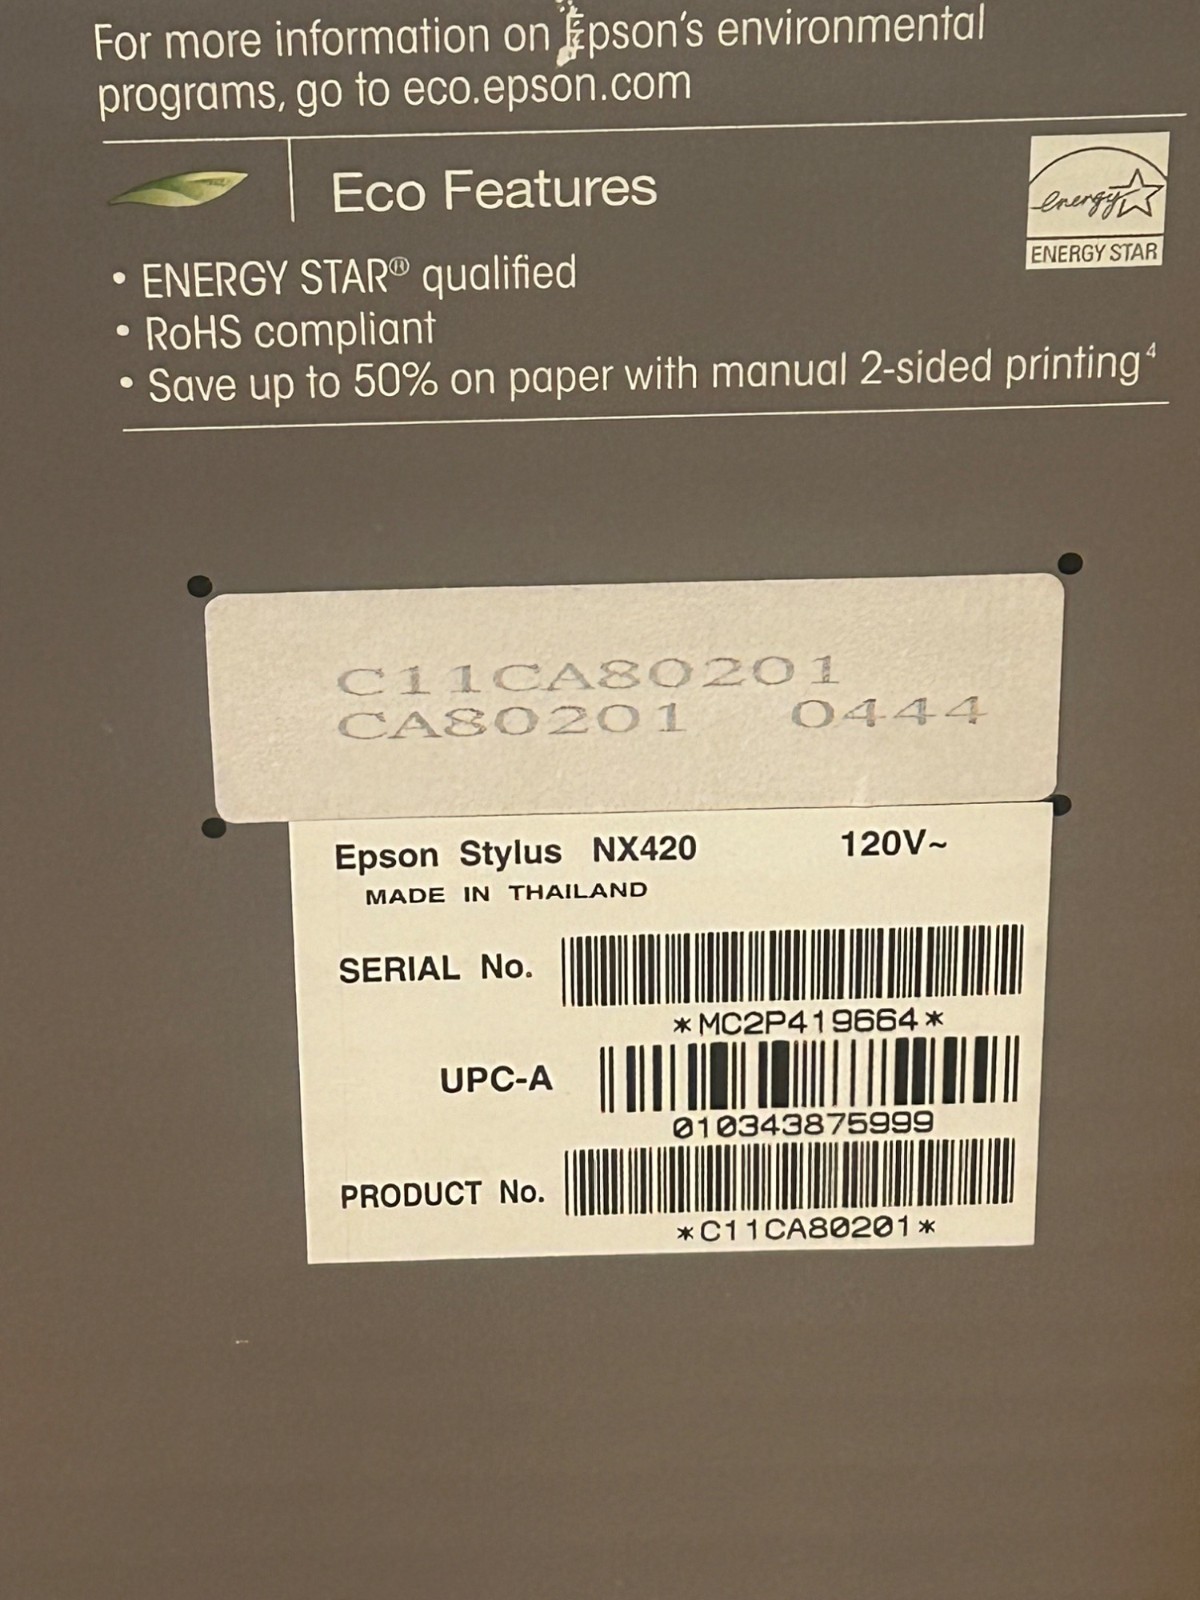 For more information on Epson's environmental
programs, go to eco.epson.com
Eco Features
energy
ENERGY STAR
• ENERGY STAR® qualified
• RoHS compliant
• Save up to 50% on paper with manual 2-sided printing⁴
C11CA80201
CA80201 0444
Epson Stylus NX420 120V~
MADE IN THAILAND
SERIAL No.
*MC2P419664*
UPC-A
010343875999
PRODUCT No.
*C11CA80201*